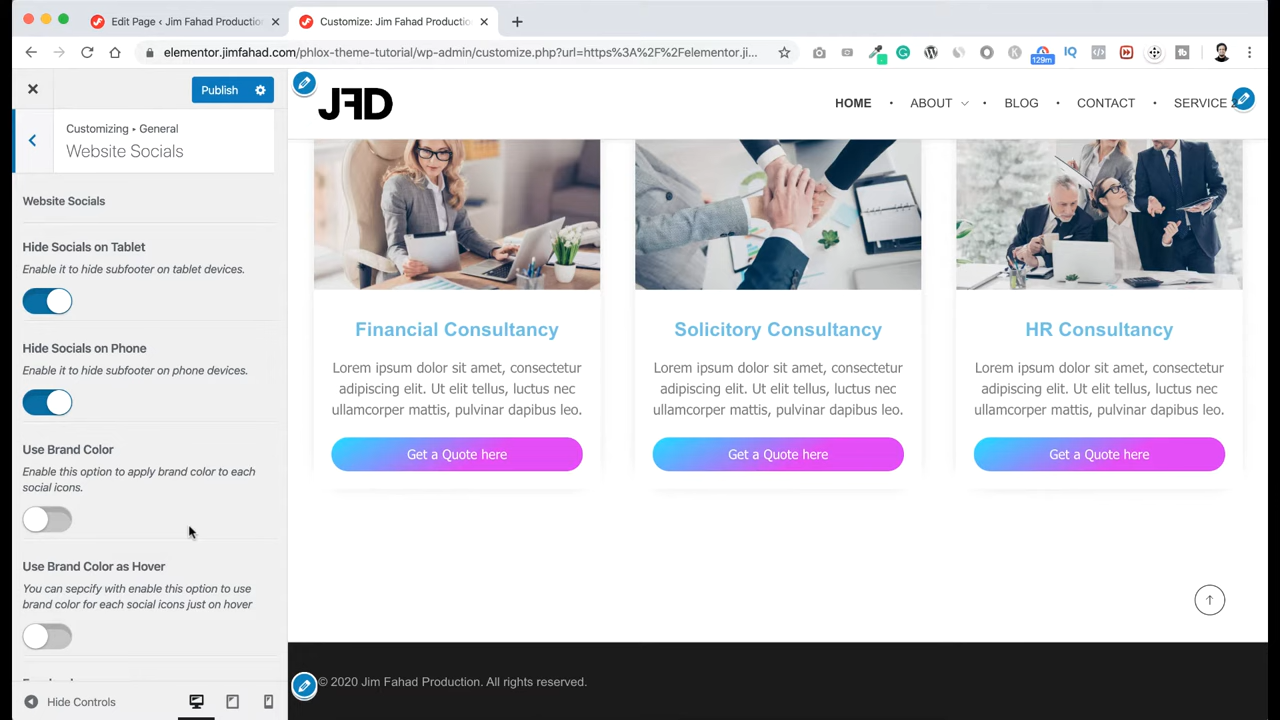 Edit Page ‹ Jim Fahad Production
Customize: Jim Fahad Productio
elementor.jimfahad.com/phlox-theme-tutorial/wp-admin/customize.php?url=https%3A%2F%2Felementor.ji...
129m
Publish
Customizing ▸ General
Website Socials
Website Socials
Hide Socials on Tablet
Enable it to hide subfooter on tablet devices.
Hide Socials on Phone
Enable it to hide subfooter on phone devices.
Use Brand Color
Enable this option to apply brand color to each
social icons.
Use Brand Color as Hover
You can sepcify with enable this option to use
brand color for each social icons just on hover
Hide Controls
JFD
HOME • ABOUT • BLOG • CONTACT • SERVICE
Financial Consultancy
Lorem ipsum dolor sit amet, consectetur
adipiscing elit. Ut elit tellus, luctus nec
ullamcorper mattis, pulvinar dapibus leo.
Get a Quote here
Solicitory Consultancy
Lorem ipsum dolor sit amet, consectetur
adipiscing elit. Ut elit tellus, luctus nec
ullamcorper mattis, pulvinar dapibus leo.
Get a Quote here
HR Consultancy
Lorem ipsum dolor sit amet, consectetur
adipiscing elit. Ut elit tellus, luctus nec
ullamcorper mattis, pulvinar dapibus leo.
Get a Quote here
© 2020 Jim Fahad Production. All rights reserved.